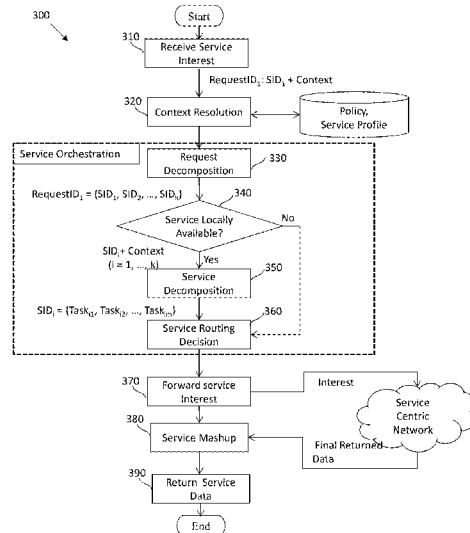 300
Start
310
Receive Service
Interest
RequestID₁: SIDₓ + Context
320
Context Resolution
Policy,
Service Profile
Service Orchestration
Request
Decomposition
330
RequestID₁ = {SID₁, SID₂, ..., SIDₖ}
340
Service Locally
Available?
No
SIDᵢ+ Context
(i = 1, ..., k)
Yes
350
Service
Decomposition
SIDᵢ = {Taskᵢ₁, Taskᵢ₂, ..., Taskᵢₘ}
360
Service Routing
Decision
370
Forward service
Interest
Interest
Service
Centric
Network
380
Service Mashup
Final Returned
Data
390
Return Service
Data
End